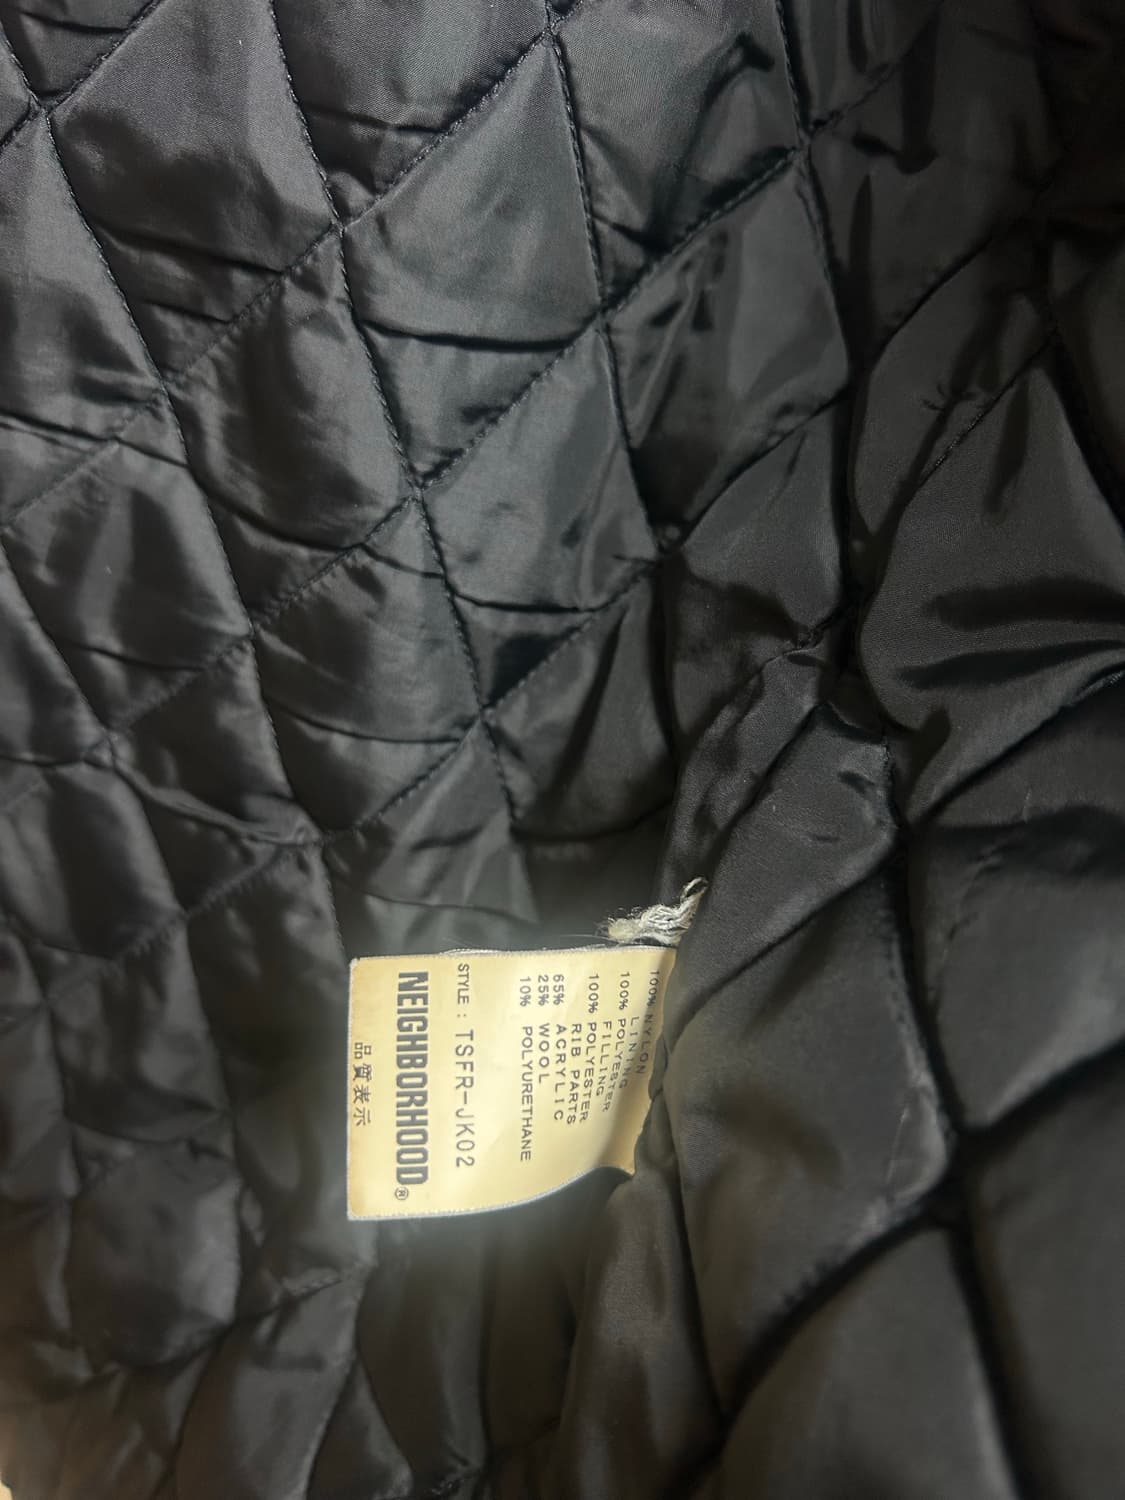 品質表示
NEIGHBORHOOD®
STYLE : TSFR-JK02
100% NYLON
LINING
100% POLYESTER
FILLING
100% POLYESTER
RIB PARTS
65% ACRYLIC
25% WOOL
10% POLYURETHANE